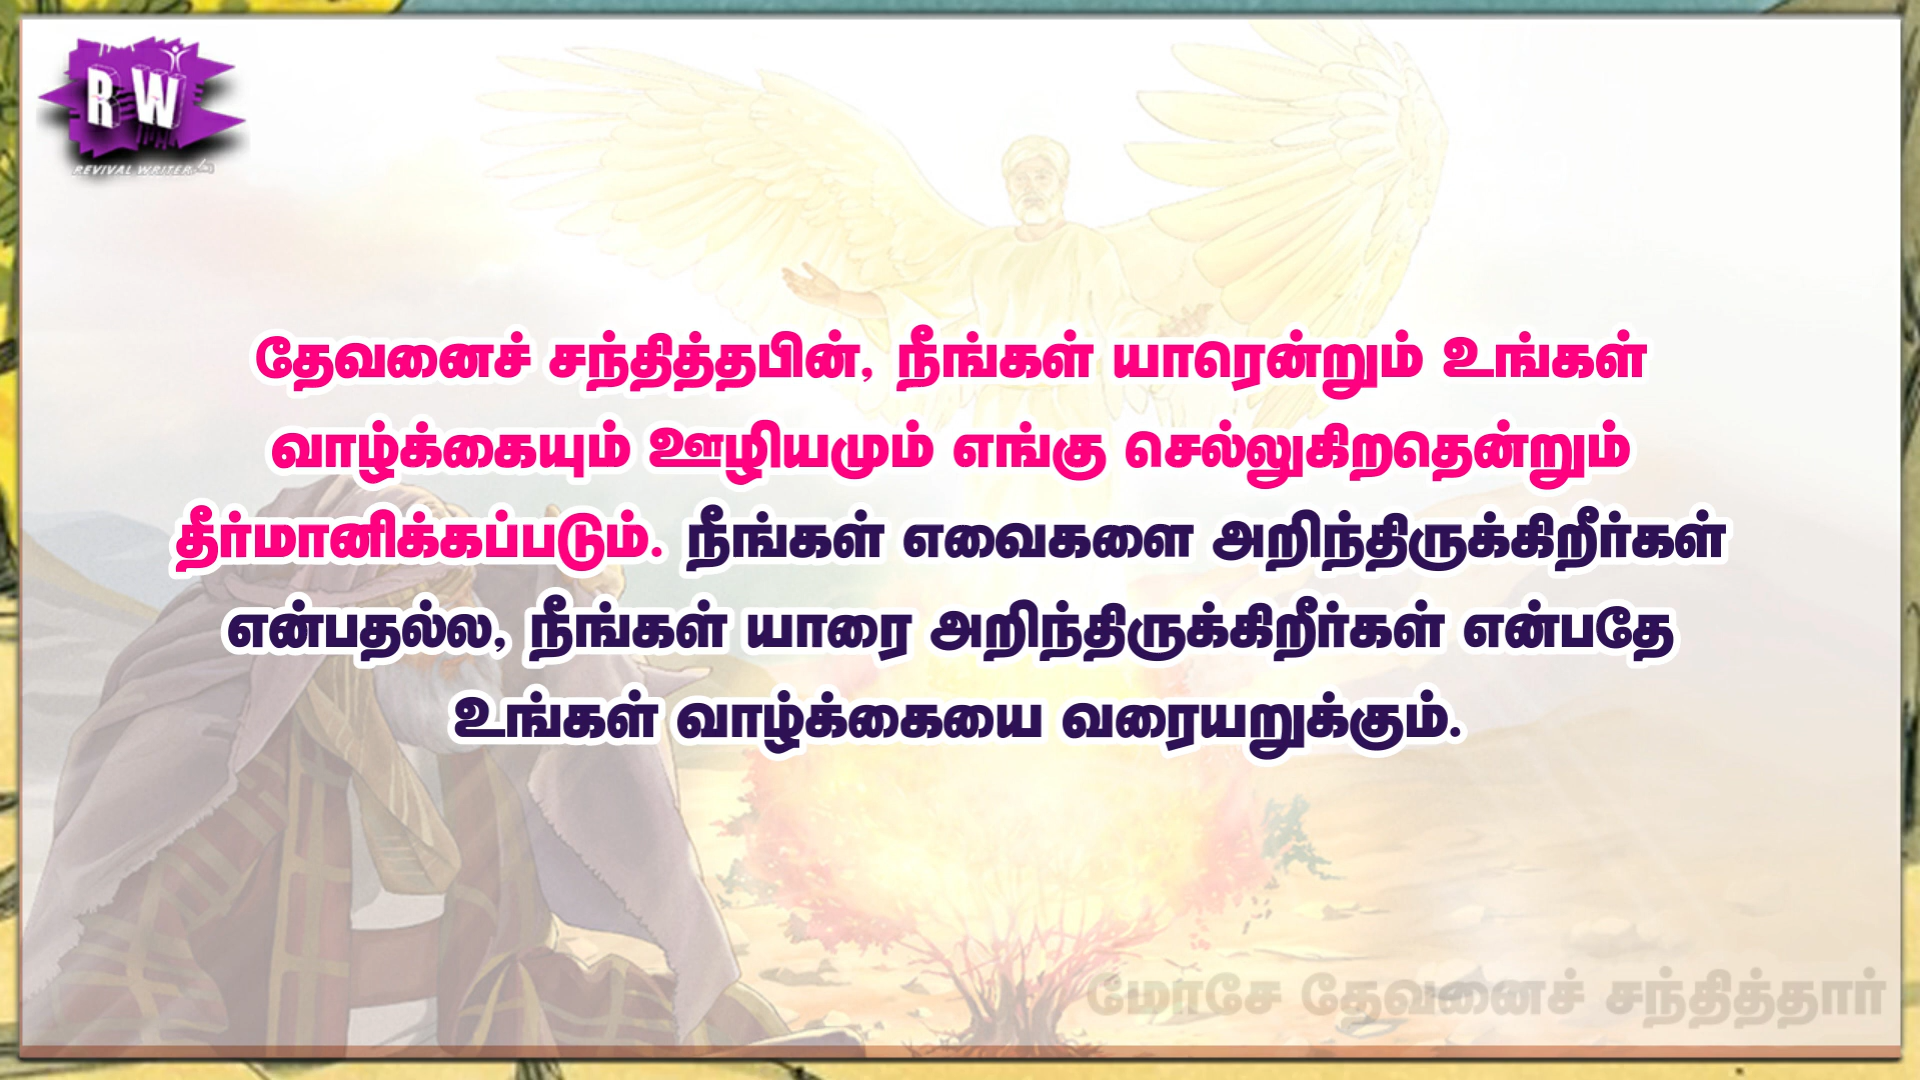 RW
REVIVAL WRITER
தேவனைச் சந்தித்தபின், நீங்கள் யாரென்றும் உங்கள்
வாழ்க்கையும் ஊழியமும் எங்கு செல்லுகிறதென்றும்
தீர்மானிக்கப்படும். நீங்கள் எவைகளை அறிந்திருக்கிறீர்கள்
என்பதல்ல, நீங்கள் யாரை அறிந்திருக்கிறீர்கள் என்பதே
உங்கள் வாழ்க்கையை வரையறுக்கும்.
மோசே தேவனைச் சந்தித்தார்